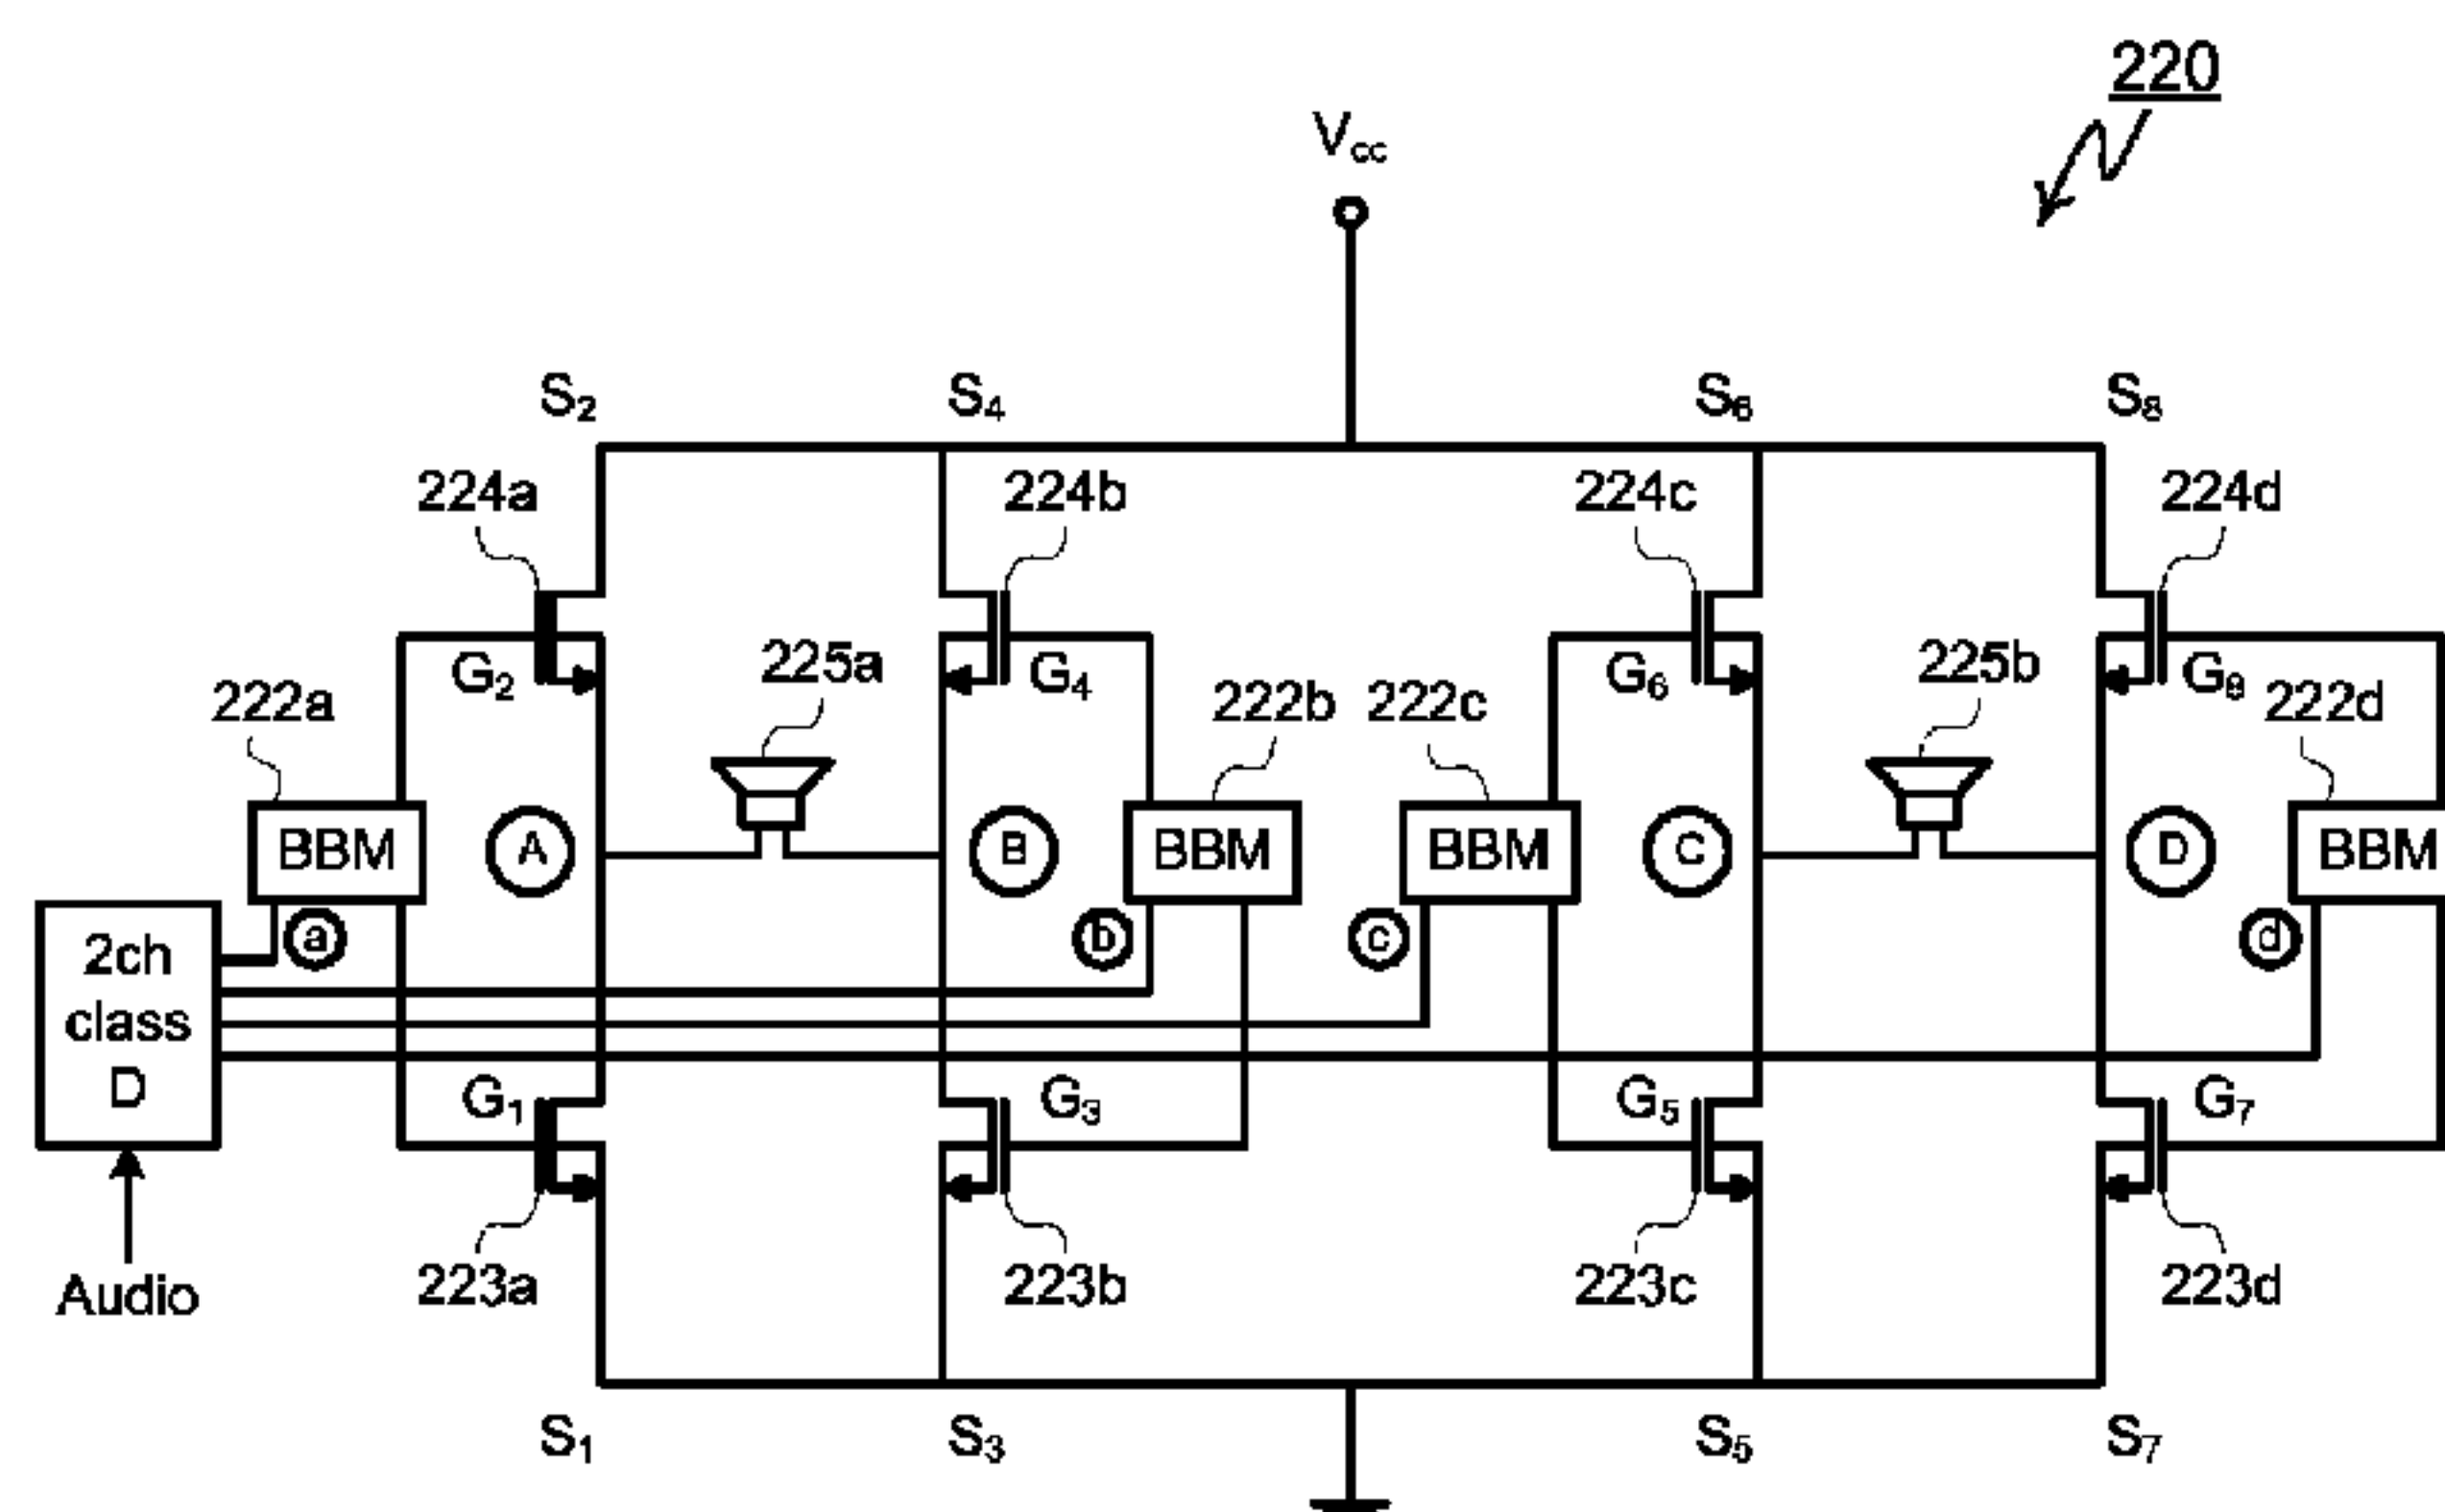 220
Vcc
S2 S4 S6 S8
224a 224b 224c 224d
G2 225a G4 G6 225b G8
222a 222b 222c 222d
BBM A B BBM BBM C D BBM
a b c d
2ch
class
D
G1 G3 G5 G7
Audio 223a 223b 223c 223d
S1 S3 S5 S7